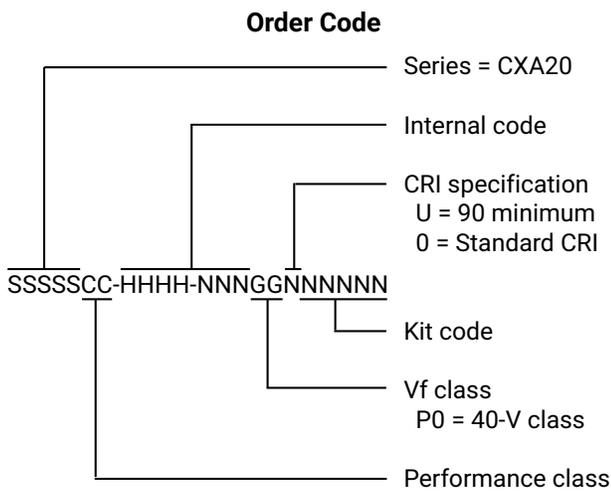 Order Code
Series = CXA20
Internal code
CRI specification
U = 90 minimum
0 = Standard CRI
SSSSSCC-HHHH-NNNGGNNNNNN
Kit code
Vf class
P0 = 40-V class
Performance class